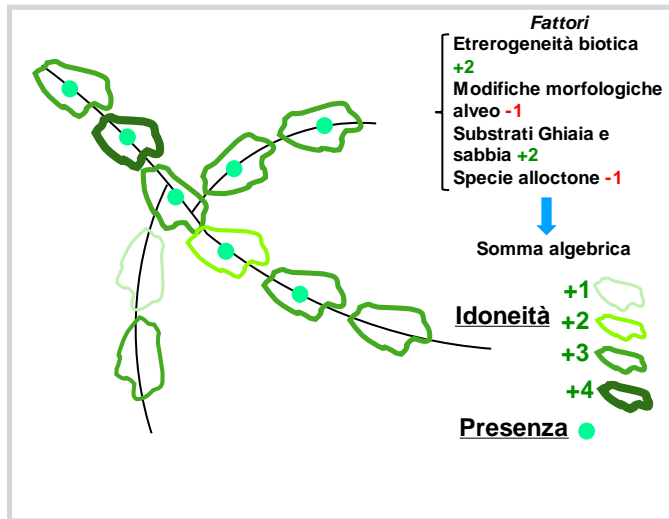 Fattori
Etrerogeneità biotica
+2
Modifiche morfologiche
alveo -1
Substrati Ghiaia e
sabbia +2
Specie alloctone -1
Somma algebrica
Idoneità
+1
+2
+3
+4
Presenza